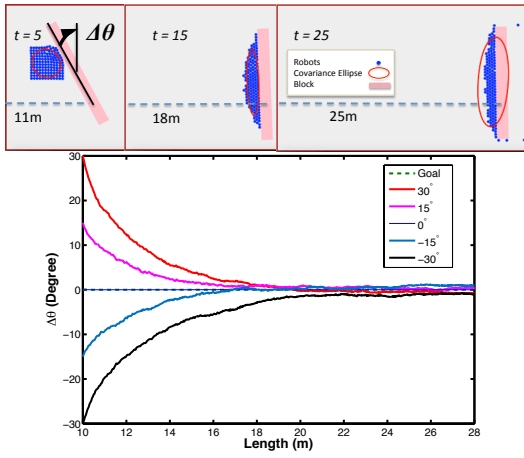 t = 5
Δθ
11m
t = 15
18m
t = 25
Robots
Covariance Ellipse
Block
25m
30
20
10
0
−10
−20
−30
Δθ (Degree)
10
12
14
16
18
20
22
24
26
28
Length (m)
Goal
30°
15°
0°
−15°
−30°